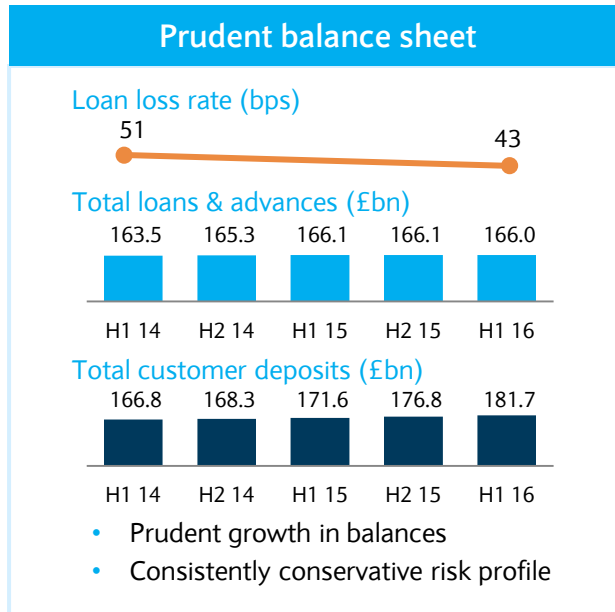 Prudent balance sheet
Loan loss rate (bps)
51 43
Total loans & advances (£bn)
163.5 165.3 166.1 166.1 166.0
H1 14 H2 14 H1 15 H2 15 H1 16
Total customer deposits (£bn)
166.8 168.3 171.6 176.8 181.7
H1 14 H2 14 H1 15 H2 15 H1 16
• Prudent growth in balances
• Consistently conservative risk profile